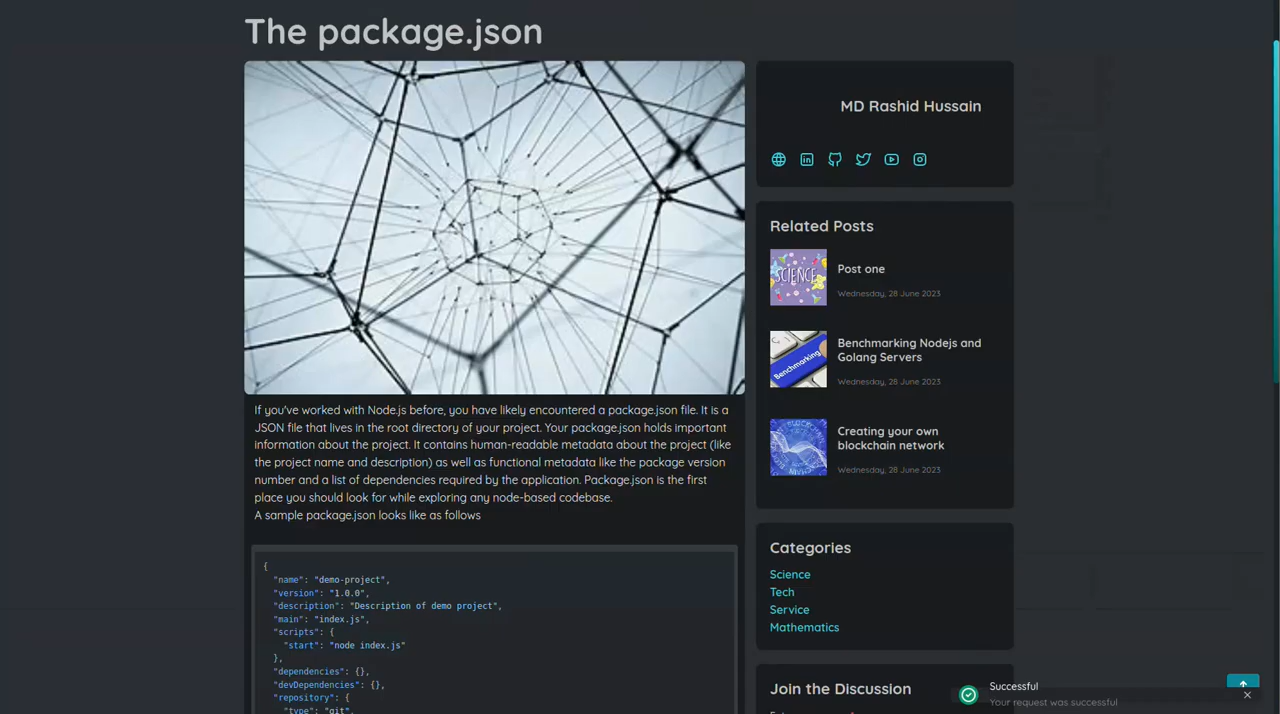 The package.json
If you've worked with Node.js before, you have likely encountered a package.json file. It is a
JSON file that lives in the root directory of your project. Your package.json holds important
information about the project. It contains human-readable metadata about the project (like
the project name and description) as well as functional metadata like the package version
number and a list of dependencies required by the application. Package.json is the first
place you should look for while exploring any node-based codebase.
A sample package.json looks like as follows
{
"name": "demo-project",
"version": "1.0.0",
"description": "Description of demo project",
"main": "index.js",
"scripts": {
"start": "node index.js"
},
"dependencies": {},
"devDependencies": {},
"repository": {
"type": "git",
MD Rashid Hussain
Related Posts
SCIENCE
Post one
Wednesday, 28 June 2023
Benchmarking
Benchmarking Nodejs and
Golang Servers
Wednesday, 28 June 2023
Creating your own
blockchain network
Wednesday, 28 June 2023
Categories
Science
Tech
Service
Mathematics
Join the Discussion
Successful
Your request was successful